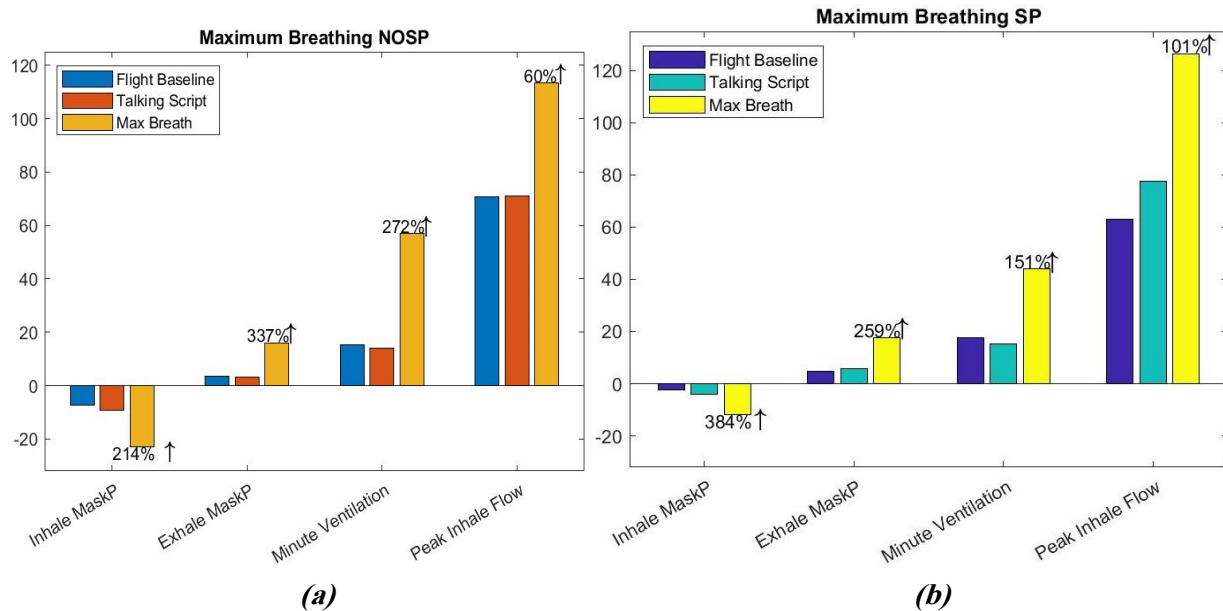 Maximum Breathing NOSP
120
100
80
60
40
20
0
-20
Flight Baseline
Talking Script
Max Breath
214% ↑
337%↑
272%↑
60%↑
Inhale MaskP
Exhale MaskP
Minute Ventilation
Peak Inhale Flow
(a)
Maximum Breathing SP
120
100
80
60
40
20
0
-20
Flight Baseline
Talking Script
Max Breath
384% ↑
259%↑
151%↑
101%↑
Inhale MaskP
Exhale MaskP
Minute Ventilation
Peak Inhale Flow
(b)